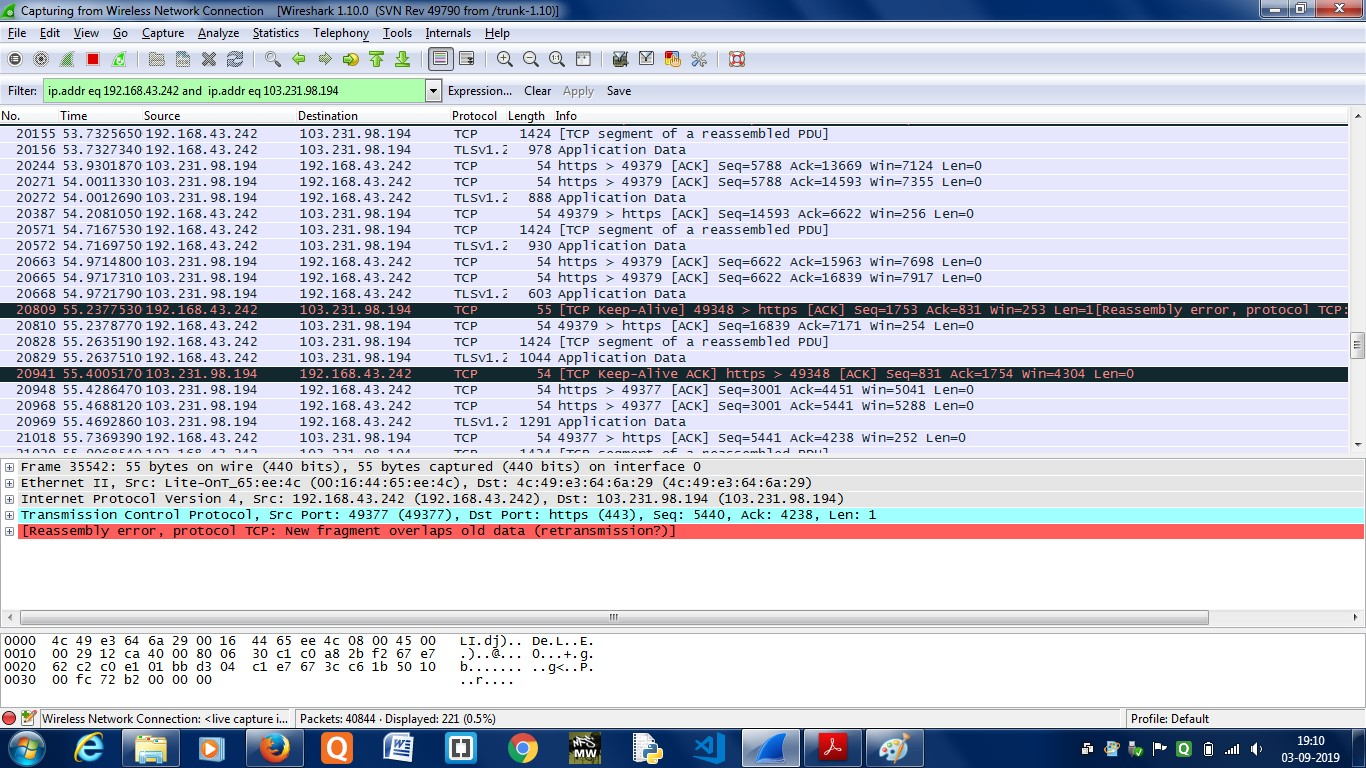 Capturing from Wireless Network Connection [Wireshark 1.10.0 (SVN Rev 49790 from /trunk-1.10)]
File Edit View Go Capture Analyze Statistics Telephony Tools Internals Help
Filter: ip.addr eq 192.168.43.242 and ip.addr eq 103.231.98.194 Expression... Clear Apply Save
No. Time Source Destination Protocol Length Info
20155 53.7325650 192.168.43.242 103.231.98.194 TCP 1424 [TCP segment of a reassembled PDU]
20156 53.7327340 192.168.43.242 103.231.98.194 TLSv1.2 978 Application Data
20244 53.9301870 103.231.98.194 192.168.43.242 TCP 54 https > 49379 [ACK] Seq=5788 Ack=13669 Win=7124 Len=0
20271 54.0011330 103.231.98.194 192.168.43.242 TCP 54 https > 49379 [ACK] Seq=5788 Ack=14593 Win=7355 Len=0
20272 54.0012690 103.231.98.194 192.168.43.242 TLSv1.2 888 Application Data
20387 54.2081050 192.168.43.242 103.231.98.194 TCP 54 49379 > https [ACK] Seq=14593 Ack=6622 Win=256 Len=0
20571 54.7167530 192.168.43.242 103.231.98.194 TCP 1424 [TCP segment of a reassembled PDU]
20572 54.7169750 192.168.43.242 103.231.98.194 TLSv1.2 930 Application Data
20663 54.9714800 103.231.98.194 192.168.43.242 TCP 54 https > 49379 [ACK] Seq=6622 Ack=15963 Win=7698 Len=0
20665 54.9717310 103.231.98.194 192.168.43.242 TCP 54 https > 49379 [ACK] Seq=6622 Ack=16839 Win=7917 Len=0
20668 54.9721790 103.231.98.194 192.168.43.242 TLSv1.2 603 Application Data
20809 55.2377530 192.168.43.242 103.231.98.194 TCP 55 [TCP Keep-Alive] 49348 > https [ACK] Seq=1753 Ack=831 Win=253 Len=1[Reassembly error, protocol TCP:
20810 55.2378770 192.168.43.242 103.231.98.194 TCP 54 49379 > https [ACK] Seq=16839 Ack=7171 Win=254 Len=0
20828 55.2635190 192.168.43.242 103.231.98.194 TCP 1424 [TCP segment of a reassembled PDU]
20829 55.2637510 192.168.43.242 103.231.98.194 TLSv1.2 1044 Application Data
20941 55.4005170 103.231.98.194 192.168.43.242 TCP 54 [TCP Keep-Alive ACK] https > 49348 [ACK] Seq=831 Ack=1754 Win=4304 Len=0
20948 55.4286470 103.231.98.194 192.168.43.242 TCP 54 https > 49377 [ACK] Seq=3001 Ack=4451 Win=5041 Len=0
20968 55.4688120 103.231.98.194 192.168.43.242 TCP 54 https > 49377 [ACK] Seq=3001 Ack=5441 Win=5288 Len=0
20969 55.4692860 103.231.98.194 192.168.43.242 TLSv1.2 1291 Application Data
21018 55.7369390 192.168.43.242 103.231.98.194 TCP 54 49377 > https [ACK] Seq=5441 Ack=4238 Win=252 Len=0
Frame 35542: 55 bytes on wire (440 bits), 55 bytes captured (440 bits) on interface 0
Ethernet II, Src: Lite-OnT_65:ee:4c (00:16:44:65:ee:4c), Dst: 4c:49:e3:64:6a:29 (4c:49:e3:64:6a:29)
Internet Protocol Version 4, Src: 192.168.43.242 (192.168.43.242), Dst: 103.231.98.194 (103.231.98.194)
Transmission Control Protocol, Src Port: 49377 (49377), Dst Port: https (443), Seq: 5440, Ack: 4238, Len: 1
[Reassembly error, protocol TCP: New fragment overlaps old data (retransmission?)]
0000 4c 49 e3 64 6a 29 00 16 44 65 ee 4c 08 00 45 00 LI.dj).. De.L..E.
0010 00 29 12 ca 40 00 80 06 30 c1 c0 a8 2b f2 67 e7 .)..@... 0...+.g.
0020 62 c2 c0 e1 01 bb d3 04 c1 e7 67 3c c6 1b 50 10 b....... ..g<..P.
0030 00 fc 72 b2 00 00 00 ..r....
Wireless Network Connection: <live capture i... Packets: 40844 · Displayed: 221 (0.5%) Profile: Default
19:10
03-09-2019